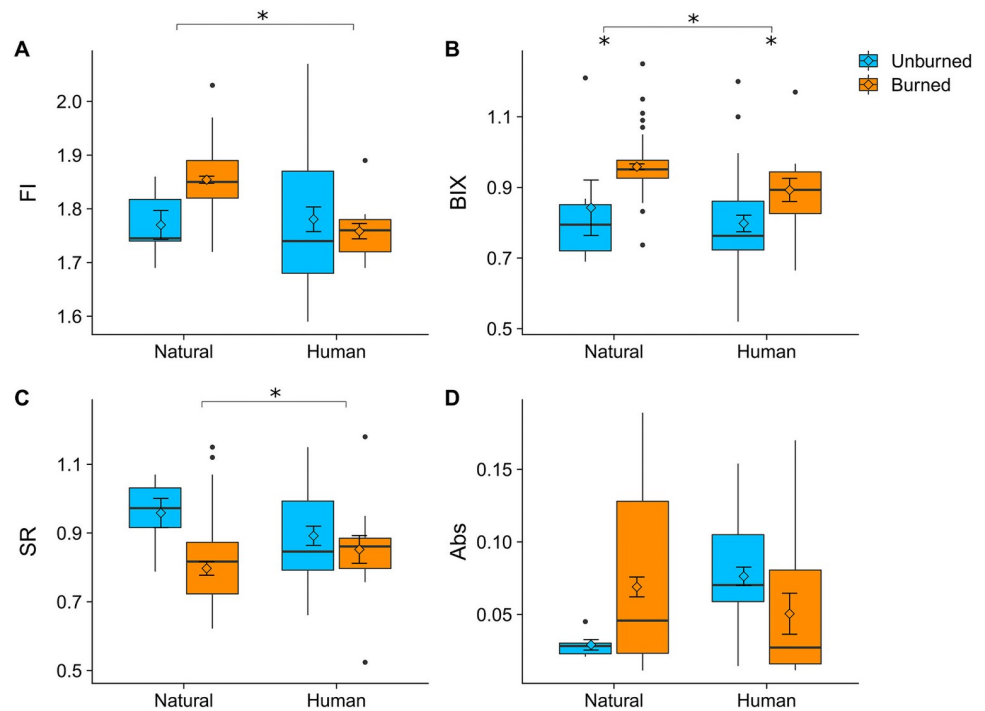 *
A
FI
2.0
1.9
1.8
1.7
1.6
Natural Human
*
* *
B
BIX
1.1
0.9
0.7
0.5
Natural Human
Unburned
Burned
*
C
SR
1.1
0.9
0.7
0.5
Natural Human
D
Abs
0.15
0.10
0.05
Natural Human